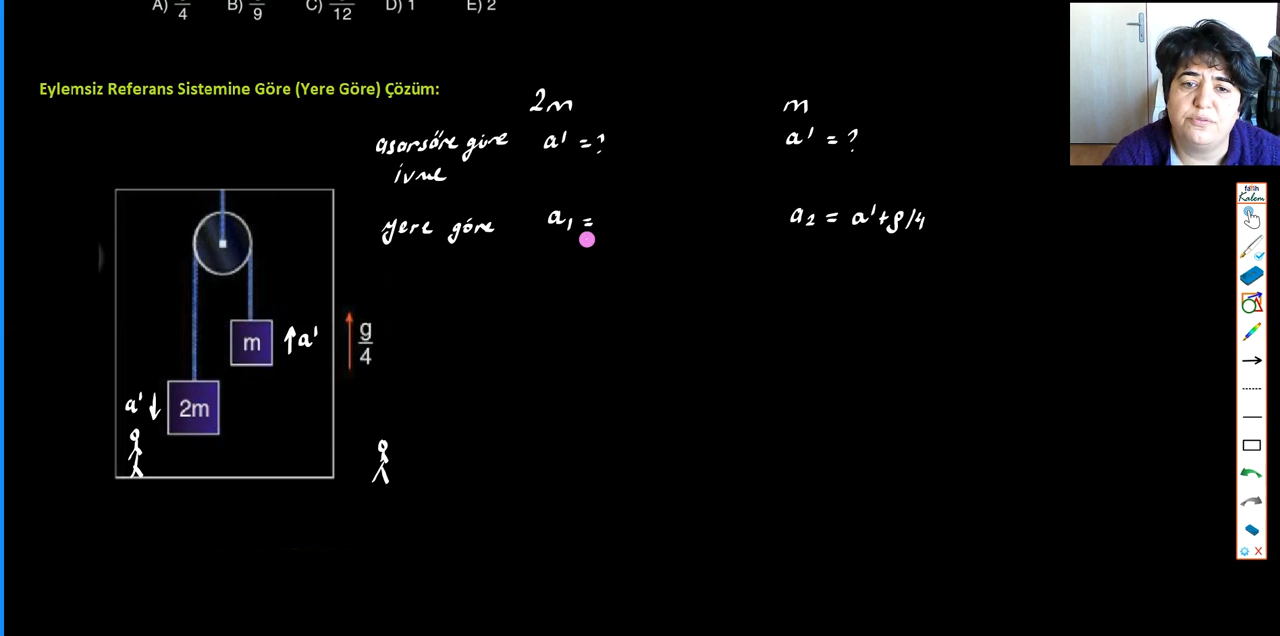 A) 4 B) 9 C) 12 D) 1 E) 2
Eylemsiz Referans Sistemine Göre (Yere Göre) Çözüm:
2m m
asansöre göre a' = ? a' = ?
ivme
yere göre a₁ = a₂ = a'+g/4
m ↑a' g/4
a'↓ 2m
fatih
Kalem